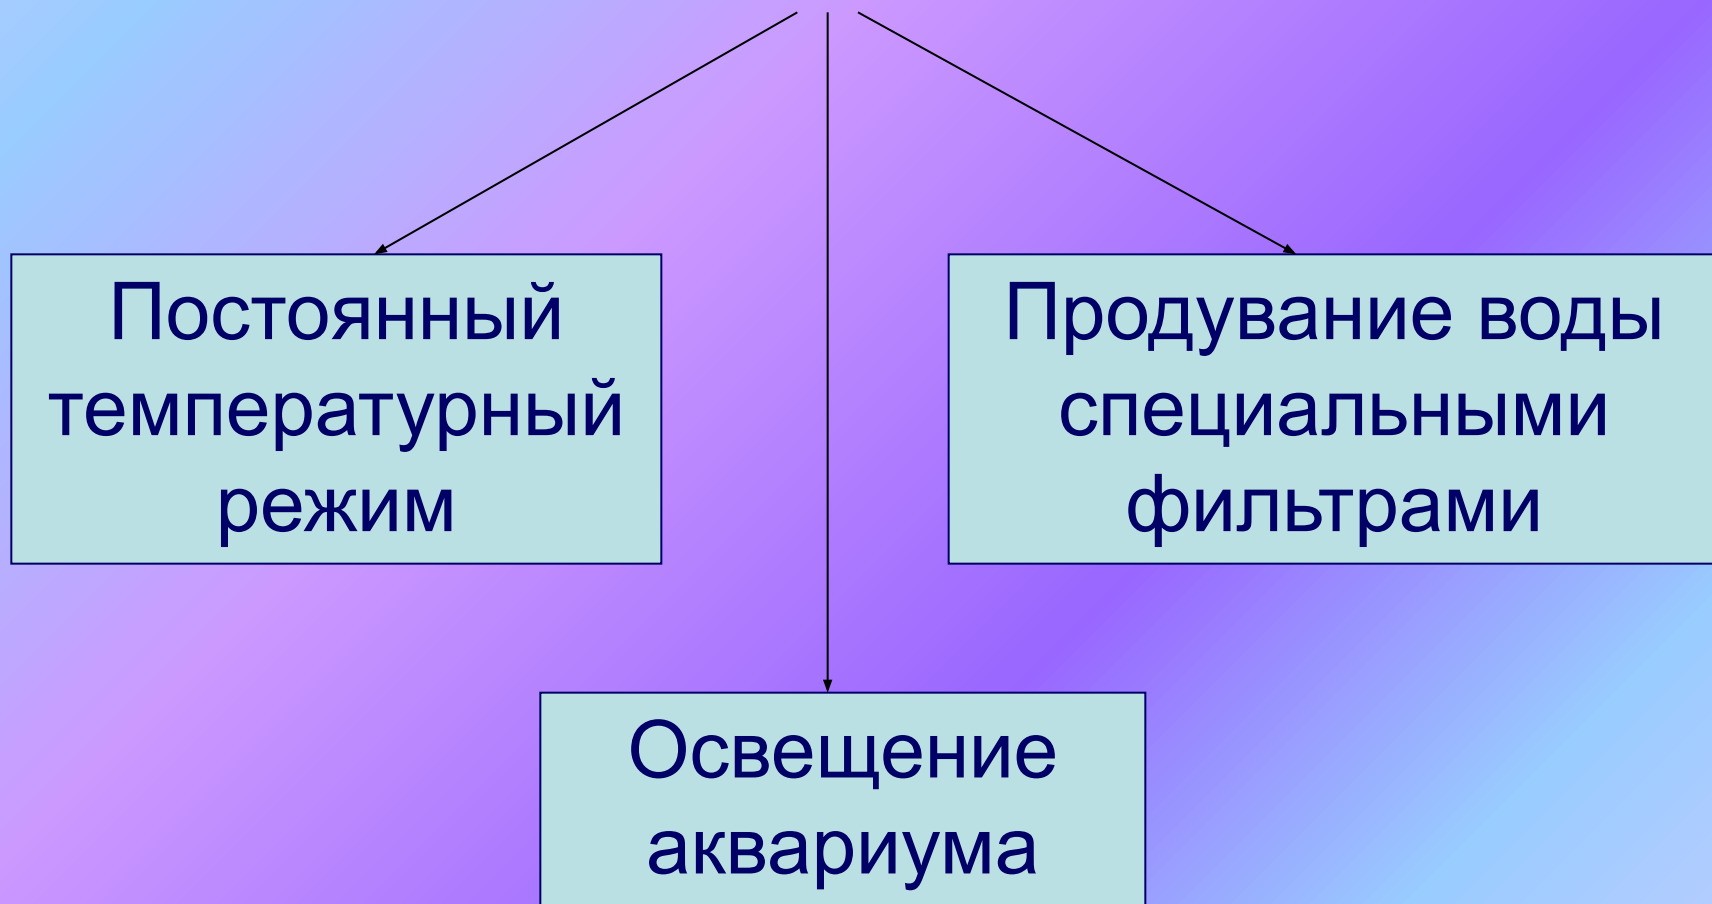 Постоянный
температурный
режим
Продувание воды
специальными
фильтрами
Освещение
аквариума